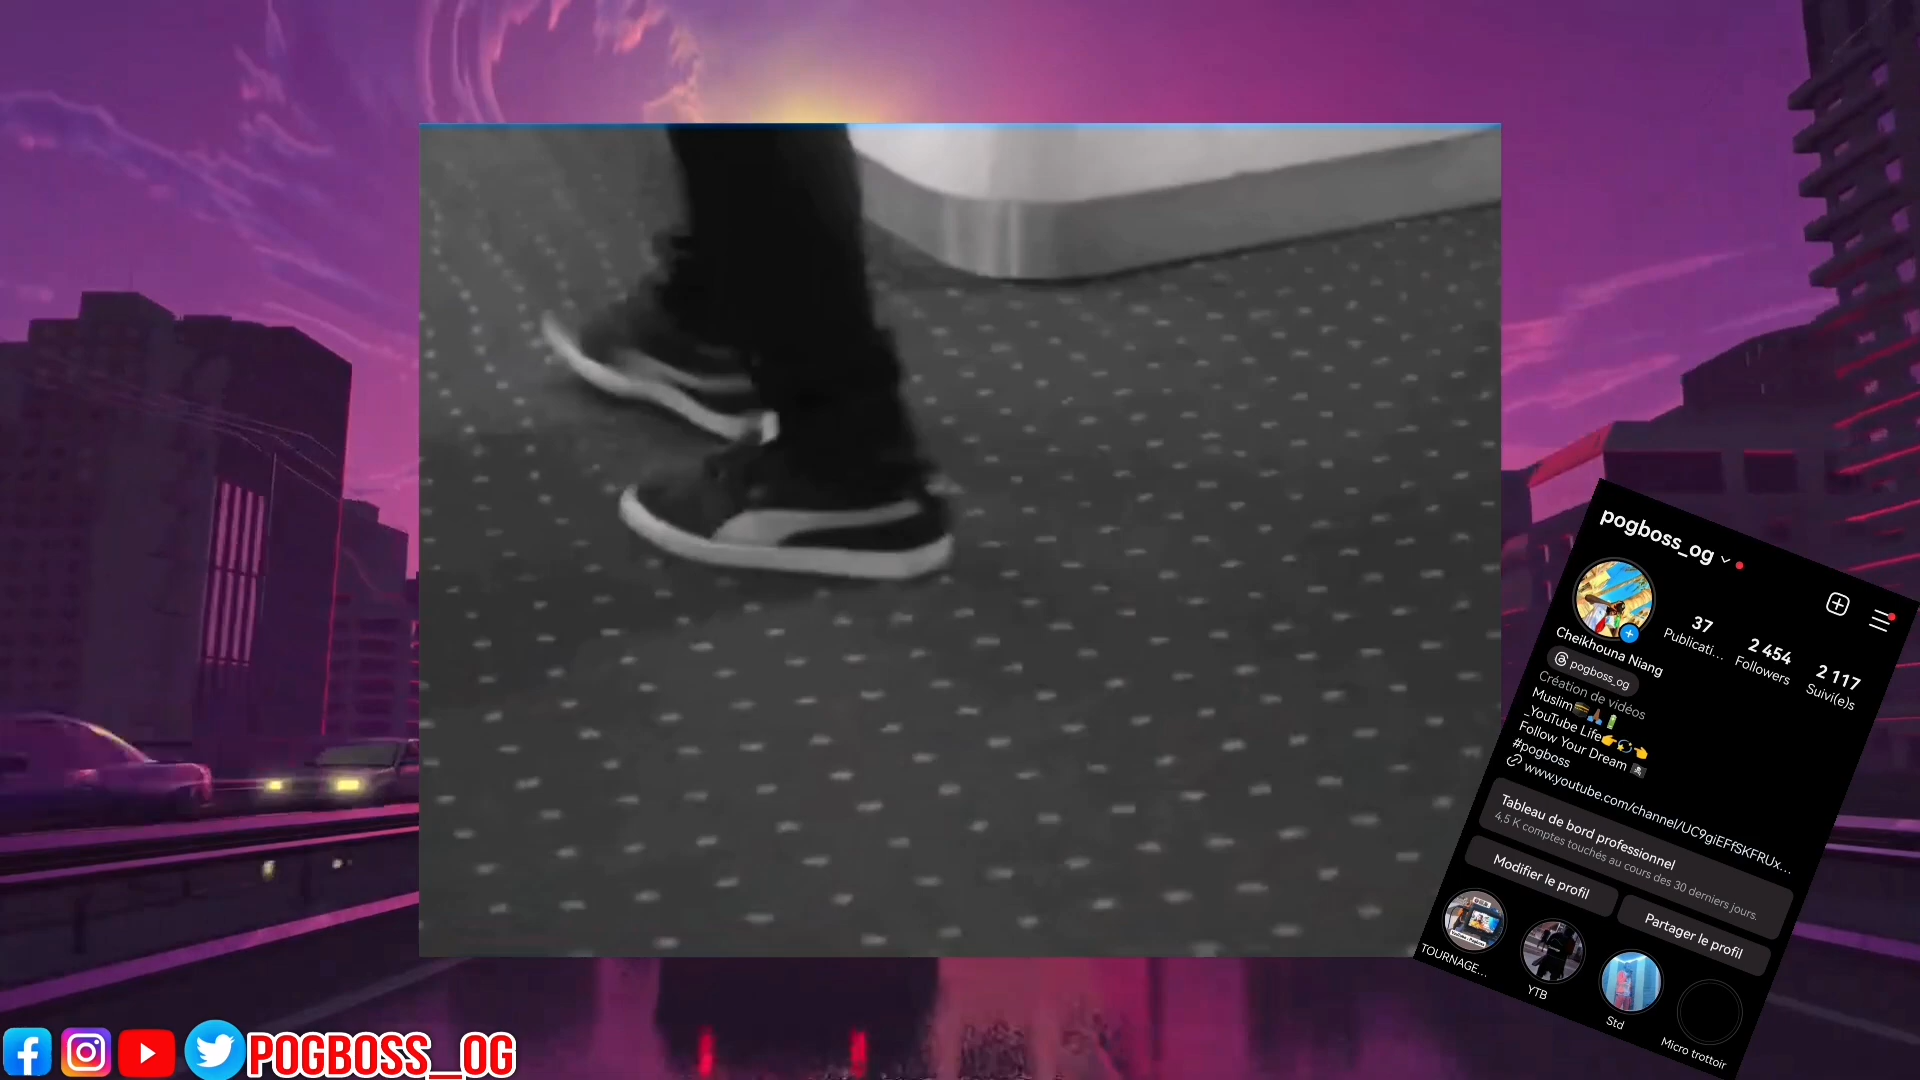 pogboss_og
37
Publicati...
2 454
Followers
2 117
Suivi(e)s
Cheikhouna Niang
pogboss_og
Création de vidéos
Muslim
_YouTube Life
Follow Your Dream
#pogboss
www.youtube.com/channel/UC9giEFfSKFRUx...
Tableau de bord professionnel
4,5 K comptes touchés au cours des 30 derniers jours.
Modifier le profil
Partager le profil
TOURNAGE...
YTB
Std
Micro trottoir
POGBOSS_OG